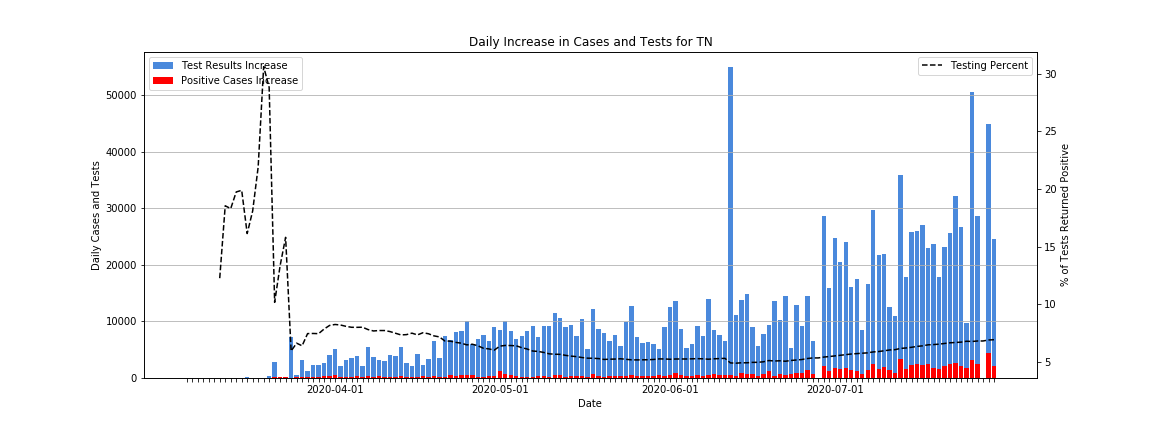 Daily Increase in Cases and Tests for TN
Test Results Increase
Positive Cases Increase
Testing Percent
50000
40000
30000
20000
10000
0
Daily Cases and Tests
30
25
20
15
10
5
% of Tests Returned Positive
2020-04-01
2020-05-01
2020-06-01
2020-07-01
Date